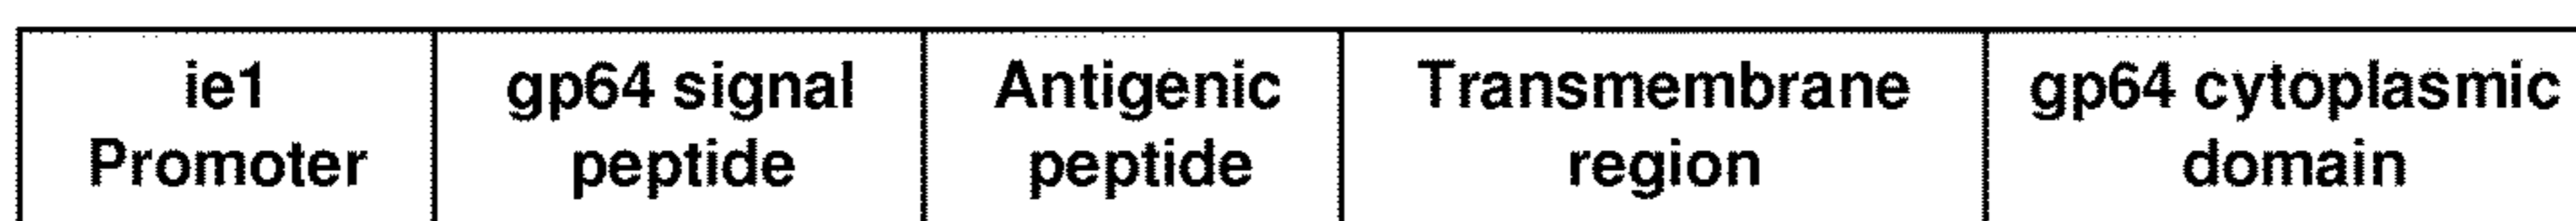 ie1
Promoter
gp64 signal
peptide
Antigenic
peptide
Transmembrane
region
gp64 cytoplasmic
domain